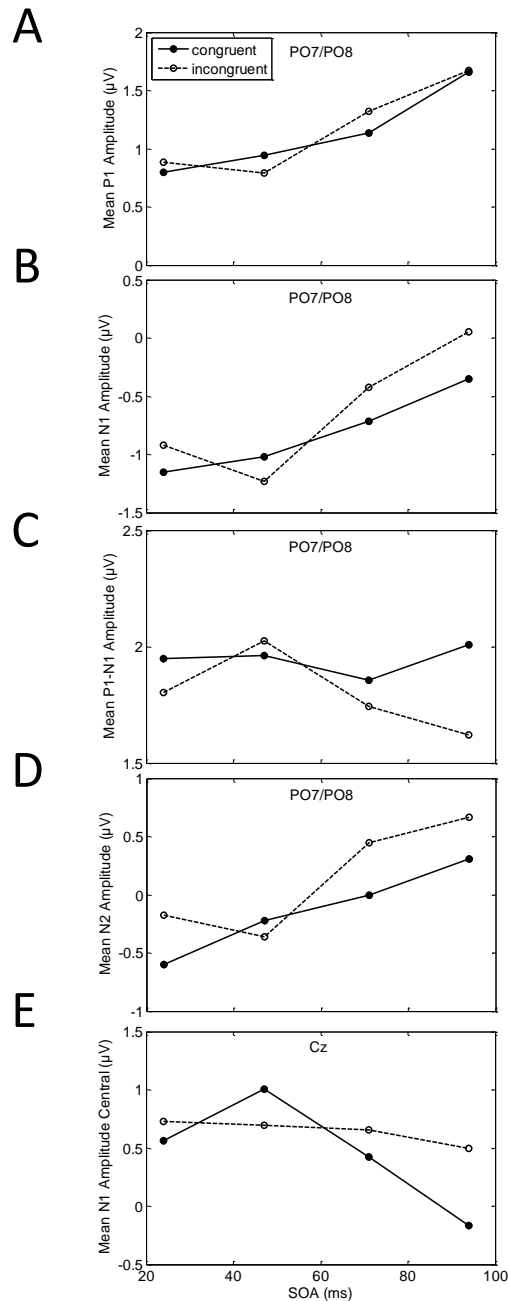 A
Mean P1 Amplitude (µV)
2
1.5
1
0.5
0
PO7/PO8
congruent
incongruent
B
Mean N1 Amplitude (µV)
0.5
0
-0.5
-1
-1.5
PO7/PO8
C
Mean P1-N1 Amplitude (µV)
2.5
2
1.5
PO7/PO8
D
Mean N2 Amplitude (µV)
1
0.5
0
-0.5
-1
PO7/PO8
E
Mean N1 Amplitude Central (µV)
1.5
1
0.5
0
-0.5
Cz
20 40 60 80 100
SOA (ms)